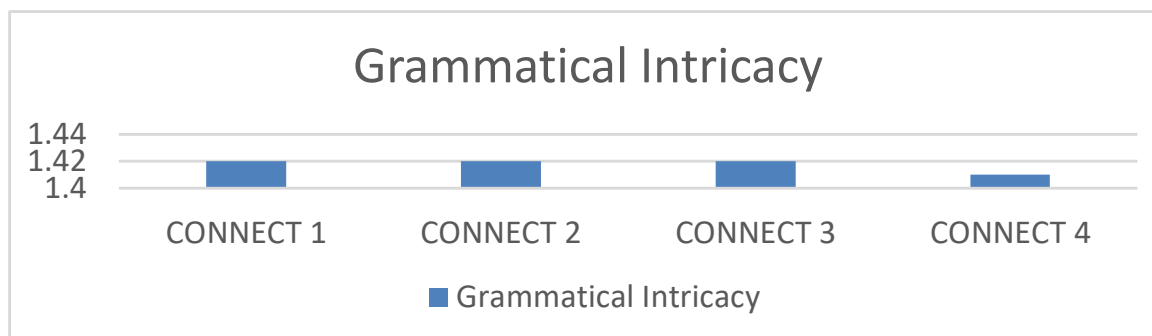 Grammatical Intricacy
1.44
1.42
1.4
CONNECT 1 CONNECT 2 CONNECT 3 CONNECT 4
Grammatical Intricacy